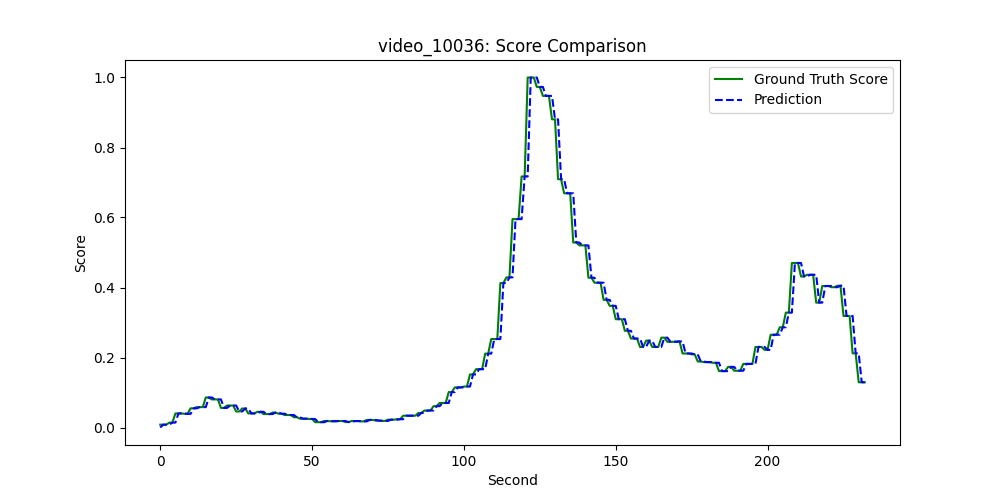 video_10036: Score Comparison
Ground Truth Score
Prediction
Score
1.0
0.8
0.6
0.4
0.2
0.0
0 50 100 150 200
Second